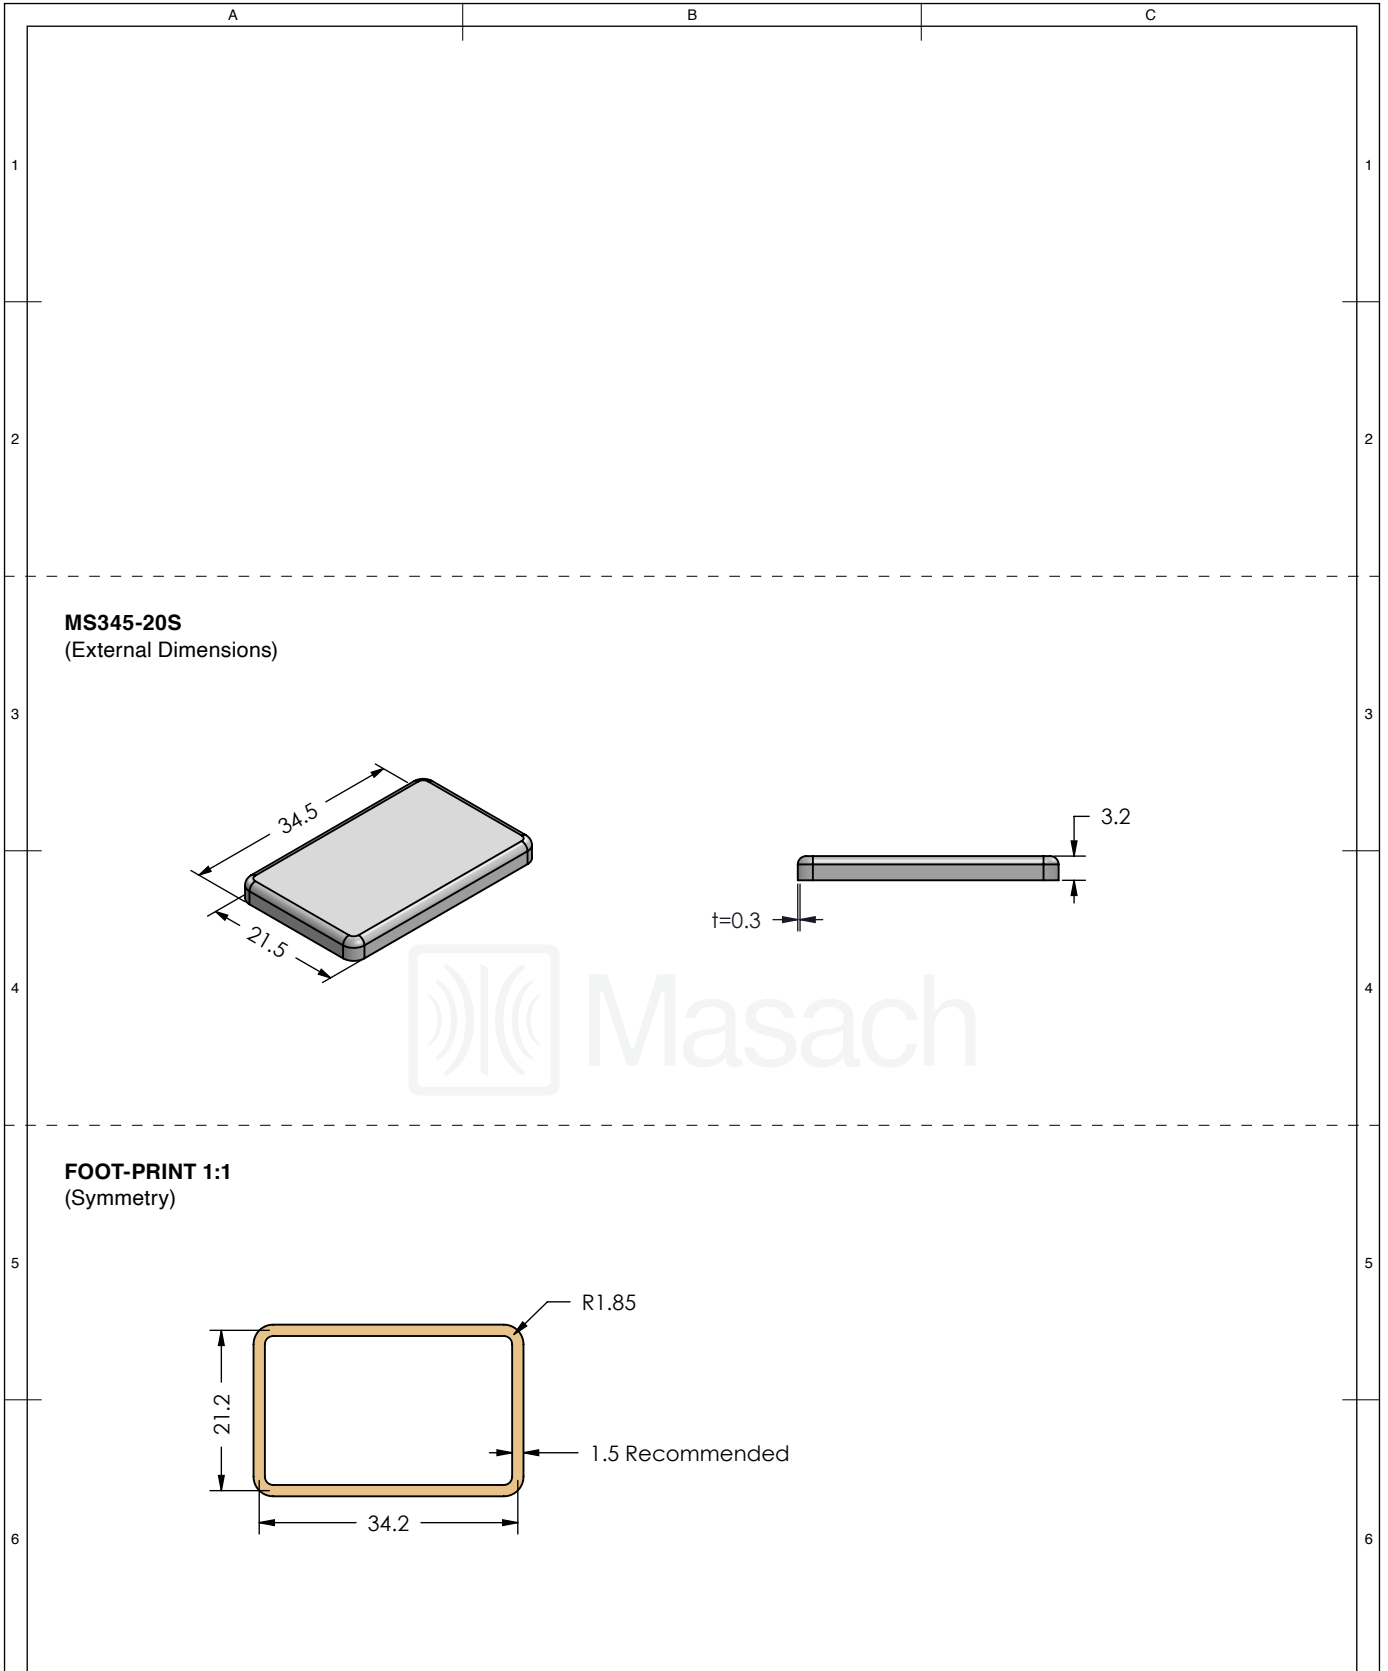 A B C
1 1
2 2
MS345-20S
(External Dimensions)
3 3
34.5
3.2
21.5
t=0.3
4 4
Masach
FOOT-PRINT 1:1
(Symmetry)
5 5
R1.85
21.2
1.5 Recommended
34.2
6 6